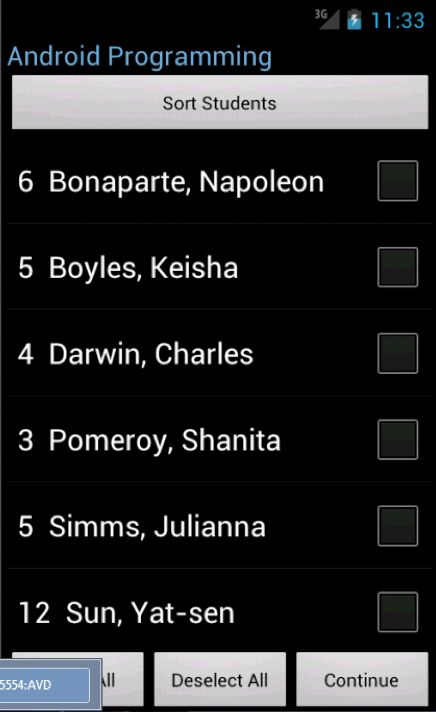 3G 11:33
Android Programming
Sort Students
6 Bonaparte, Napoleon
5 Boyles, Keisha
4 Darwin, Charles
3 Pomeroy, Shanita
5 Simms, Julianna
12 Sun, Yat-sen
5554:AVD All Deselect All Continue